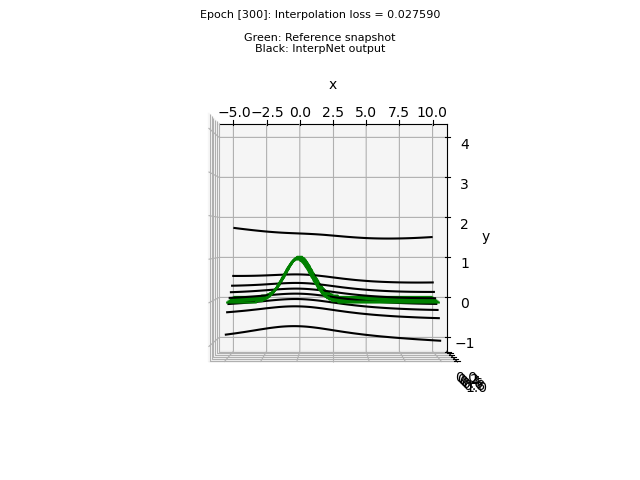 Epoch [300]: Interpolation loss = 0.027590
Green: Reference snapshot
Black: InterpNet output
x
−5.0 −2.5 0.0 2.5 5.0 7.5 10.0
4
3
2
y
1
0
−1